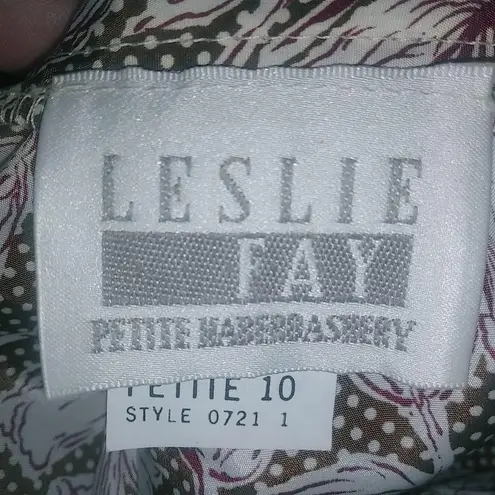 LESLIE
FAY
PETITE HABERDASHERY
PETITE 10
STYLE 0721 1